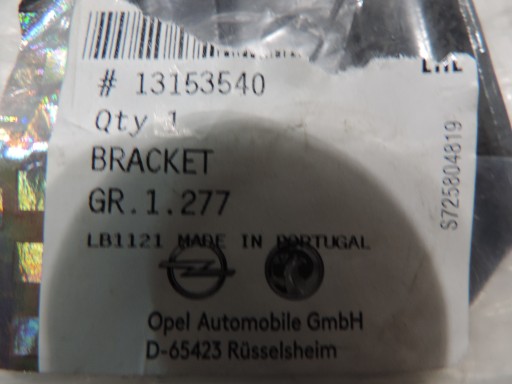 # 13153540
Qty 1
BRACKET
GR.1.277
LB1121 MADE IN PORTUGAL
Opel Automobile GmbH
D-65423 Rüsselsheim
S725804819